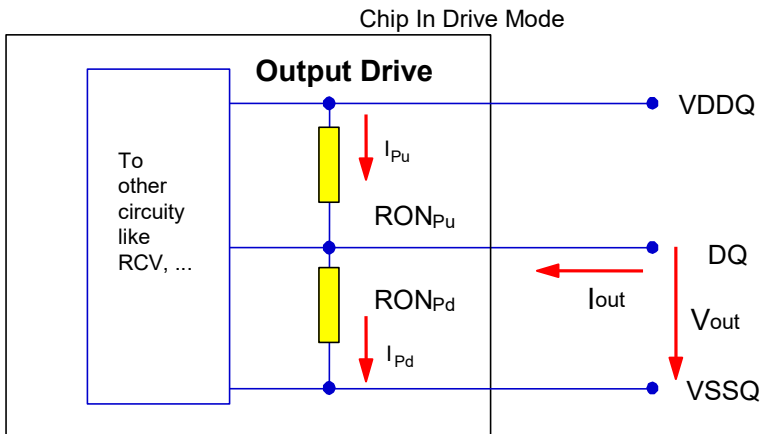 Chip In Drive Mode
Output Drive
VDDQ
To
other
circuity
like
RCV, ...
IPu
RONPu
DQ
RONPd
Iout
Vout
IPd
VSSQ